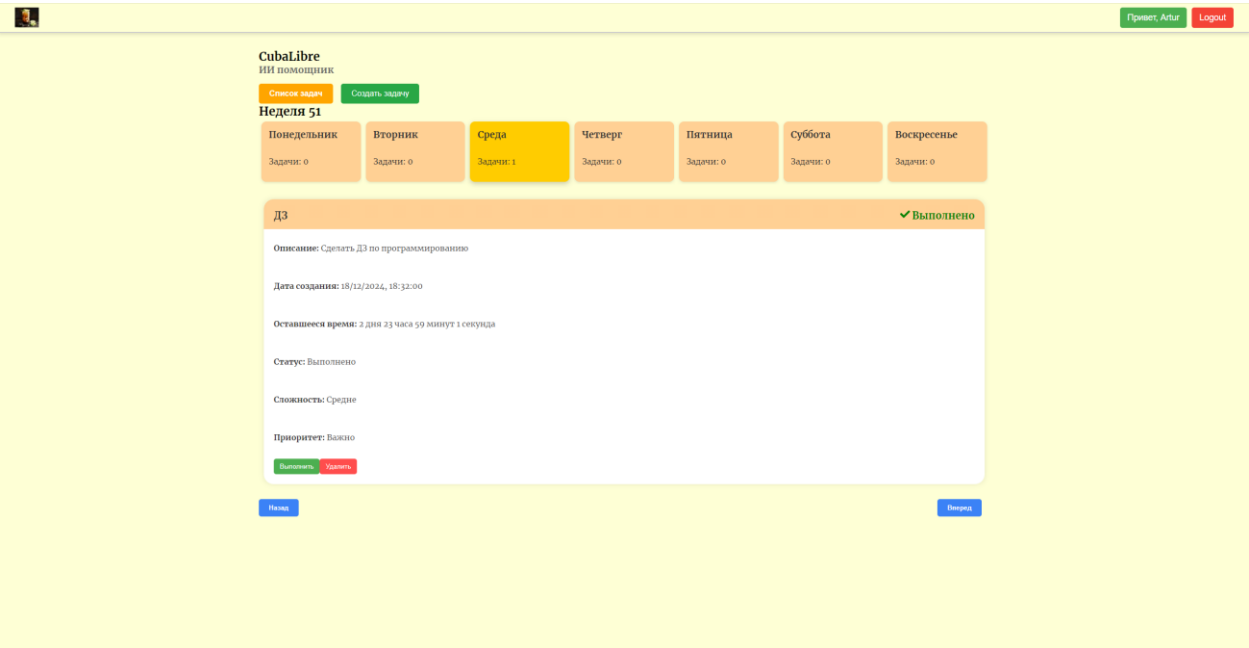 Привет, Artur Logout
CubaLibre
ИИ помощник
Список задач Создать задачу
Неделя 51
Понедельник Вторник Среда Четверг Пятница Суббота Воскресенье
Задачи: 0 Задачи: 0 Задачи: 1 Задачи: 0 Задачи: 0 Задачи: 0 Задачи: 0
ДЗ Выполнено
Описание: Сделать ДЗ по программированию
Дата создания: 18/12/2024, 18:32:00
Оставшееся время: 2 дня 23 часа 59 минут 1 секунда
Статус: Выполнено
Сложность: Средне
Приоритет: Важно
Выполнить Удалить
Назад Вперед